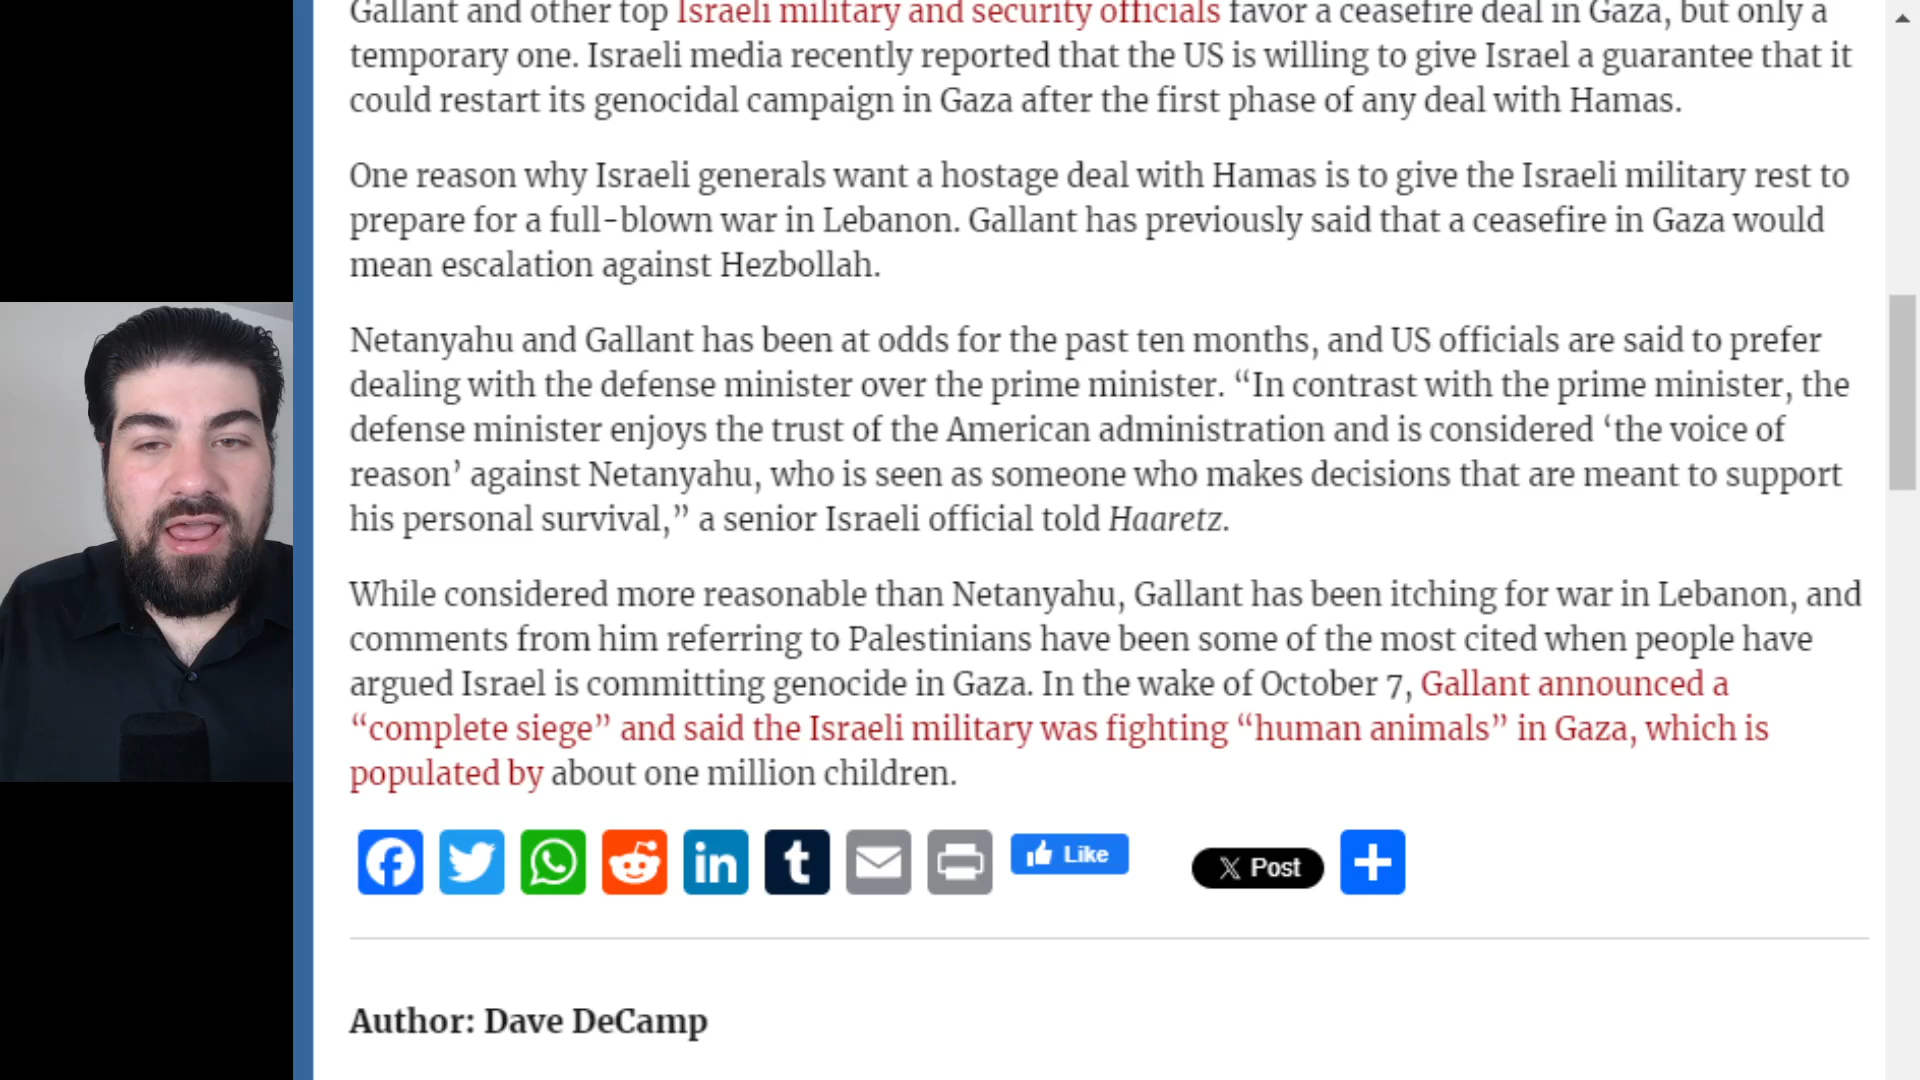 Gallant and other top Israeli military and security officials favor a ceasefire deal in Gaza, but only a
temporary one. Israeli media recently reported that the US is willing to give Israel a guarantee that it
could restart its genocidal campaign in Gaza after the first phase of any deal with Hamas.
One reason why Israeli generals want a hostage deal with Hamas is to give the Israeli military rest to
prepare for a full-blown war in Lebanon. Gallant has previously said that a ceasefire in Gaza would
mean escalation against Hezbollah.
Netanyahu and Gallant has been at odds for the past ten months, and US officials are said to prefer
dealing with the defense minister over the prime minister. “In contrast with the prime minister, the
defense minister enjoys the trust of the American administration and is considered ‘the voice of
reason’ against Netanyahu, who is seen as someone who makes decisions that are meant to support
his personal survival,” a senior Israeli official told Haaretz.
While considered more reasonable than Netanyahu, Gallant has been itching for war in Lebanon, and
comments from him referring to Palestinians have been some of the most cited when people have
argued Israel is committing genocide in Gaza. In the wake of October 7, Gallant announced a
“complete siege” and said the Israeli military was fighting “human animals” in Gaza, which is
populated by about one million children.
Like
X Post
Author: Dave DeCamp